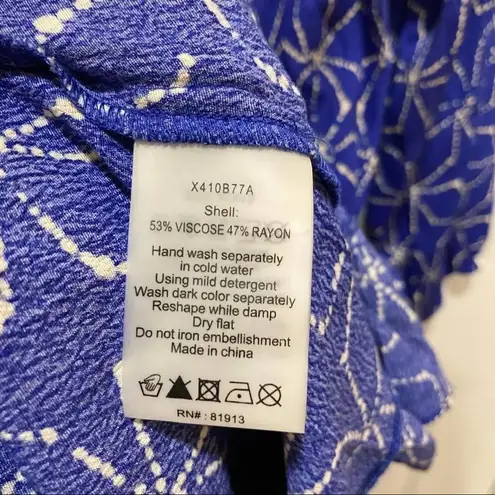 X410B77A
Shell:
53% VISCOSE 47% RAYON
Hand wash separately
in cold water
Using mild detergent
Wash dark color separately
Reshape while damp
Dry flat
Do not iron embellishment
Made in china
RN# : 81913